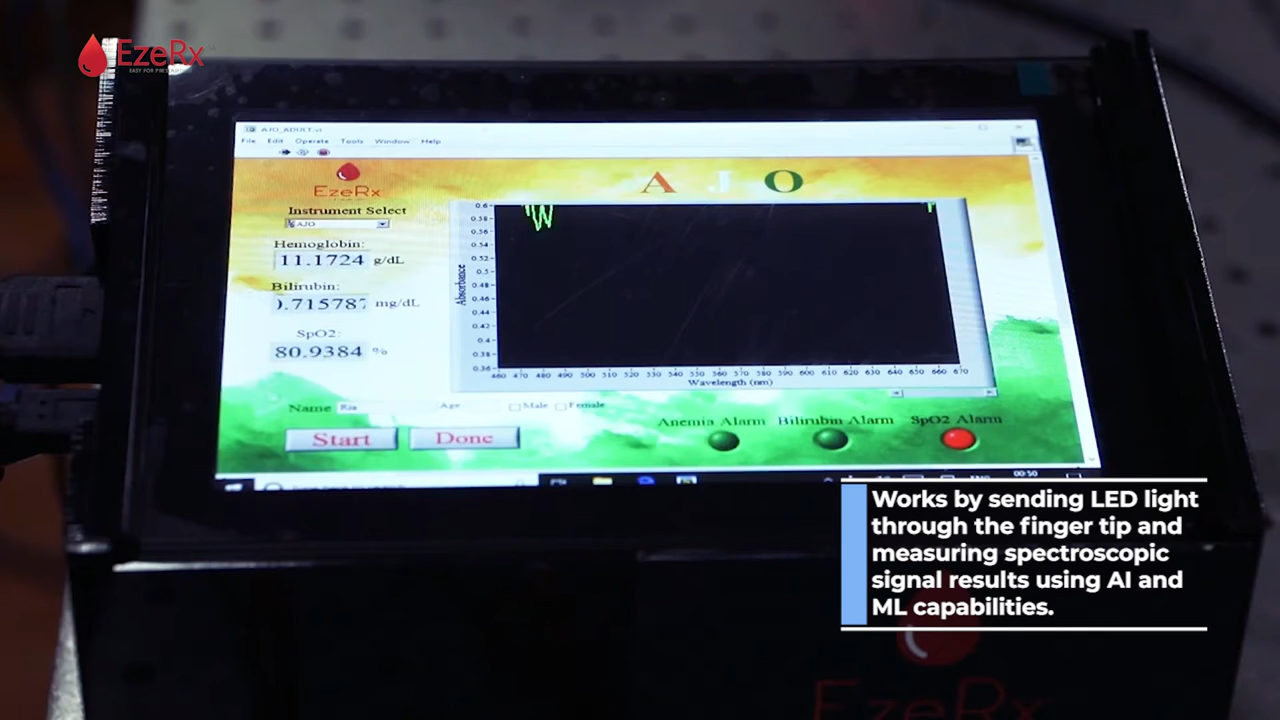 EzeRx
EASY FOR PRESCRIPTION
AJO_ADULT.vi
File Edit Operate Tools Window Help
EzeRx
A J O
Instrument Select
AJO
Hemoglobin:
11.1724 g/dL
Bilirubin:
0.715787 mg/dL
SpO2:
80.9384 %
Absorbance
0.6
0.58
0.56
0.54
0.52
0.5
0.48
0.46
0.44
0.42
0.4
0.38
0.36
460 470 480 490 500 510 520 530 540 550 560 570 580 590 600 610 620 630 640 650 660 670
Wavelength (nm)
Name Ria Age Male Female
Start Done
Anemia Alarm Bilirubin Alarm SpO2 Alarm
00:50
Works by sending LED light
through the finger tip and
measuring spectroscopic
signal results using AI and
ML capabilities.
EzeRx